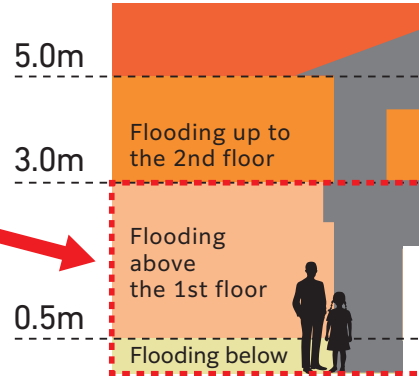 5.0m
Flooding up to
the 2nd floor
3.0m
Flooding
above
the 1st floor
0.5m
Flooding below